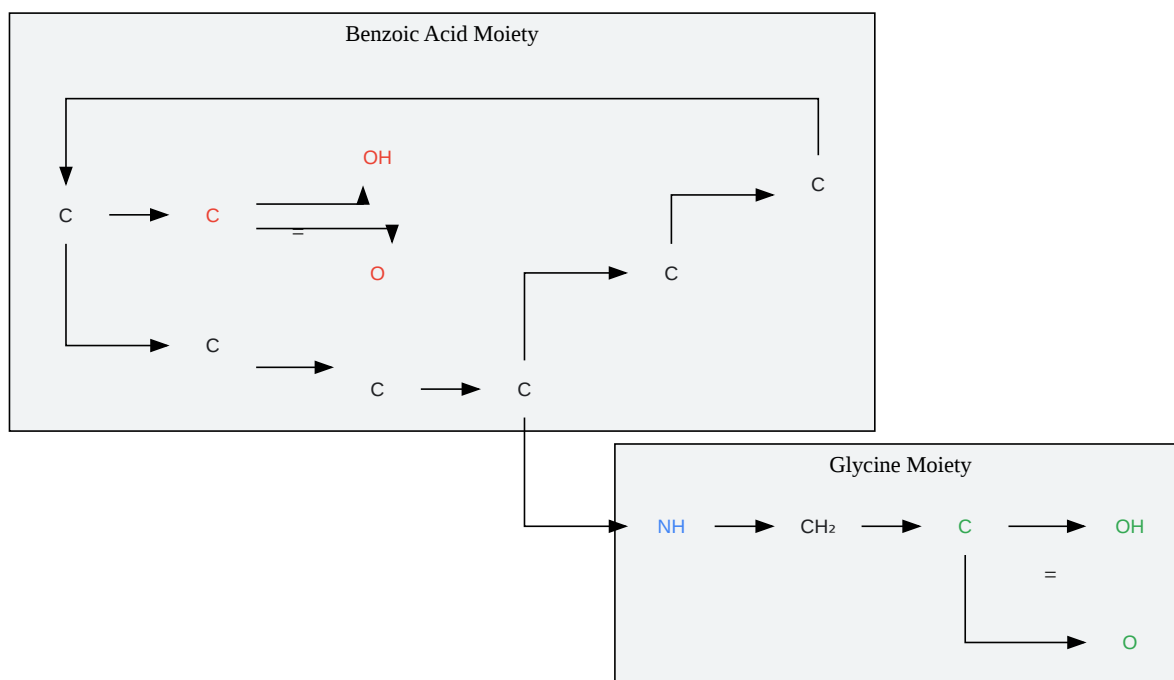 Benzoic Acid Moiety
OH
C
C
C
=
O
C
C
C
C
Glycine Moiety
NH
CH₂
C
OH
=
O